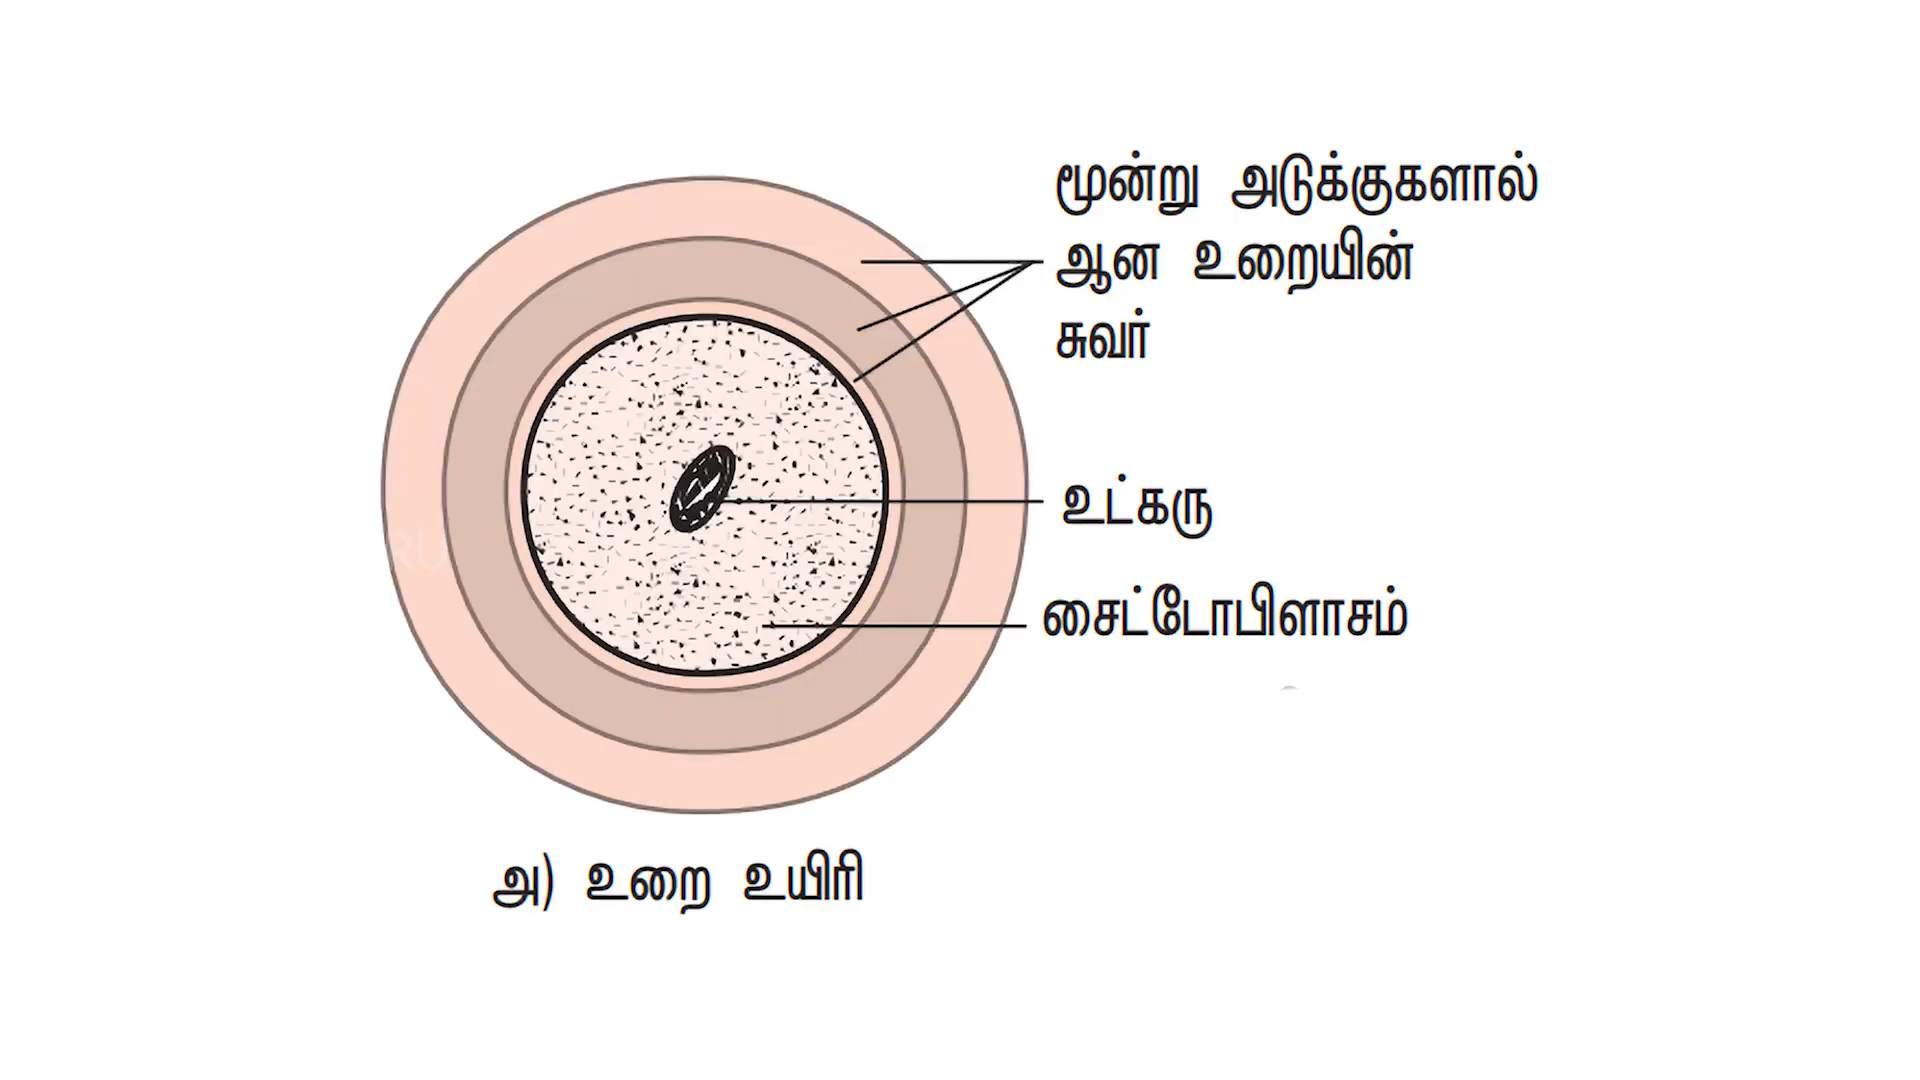 மூன்று அடுக்குகளால்
ஆன உறையின்
சுவர்
உட்கரு
சைட்டோபிளாசம்
அ) உறை உயிரி